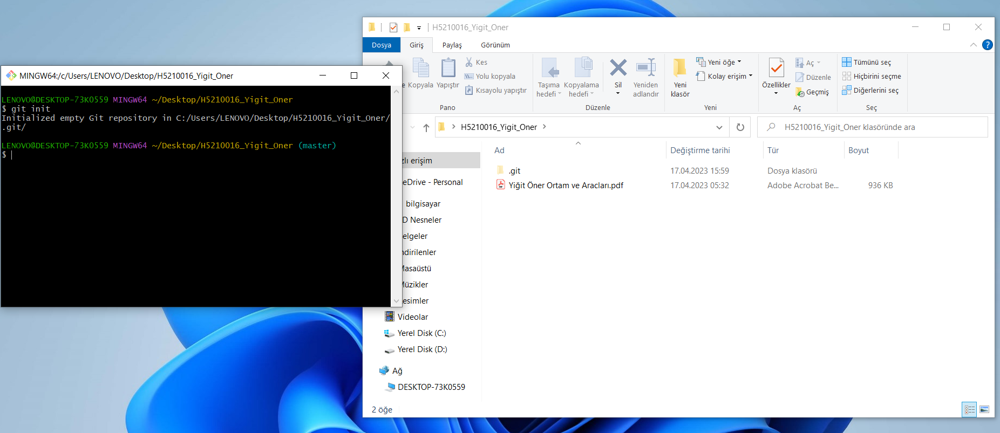 MINGW64:/c/Users/LENOVO/Desktop/H5210016_Yigit_Oner
LENOVO@DESKTOP-73K0559 MINGW64 ~/Desktop/H5210016_Yigit_Oner
$ git init
Initialized empty Git repository in C:/Users/LENOVO/Desktop/H5210016_Yigit_Oner/
.git/
LENOVO@DESKTOP-73K0559 MINGW64 ~/Desktop/H5210016_Yigit_Oner (master)
$
H5210016_Yigit_Oner
Dosya Giriş Paylaş Görünüm
Kopyala
Yapıştır
Kes
Yolu kopyala
Kısayolu yapıştır
Pano
Taşıma
hedefi
Kopyalama
hedefi
Sil
Yeniden
adlandır
Düzenle
Yeni
klasör
Yeni öğe
Kolay erişim
Yeni
Özellikler
Aç
Düzenle
Geçmiş
Aç
Tümünü seç
Hiçbirini seçme
Diğerlerini seç
Seç
H5210016_Yigit_Oner
H5210016_Yigit_Oner klasöründe ara
zlı erişim
eDrive - Personal
bilgisayar
D Nesneler
elgeler
ndirilenler
Masaüstü
Müzikler
esimler
Videolar
Yerel Disk (C:)
Yerel Disk (D:)
Ağ
DESKTOP-73K0559
Ad Değiştirme tarihi Tür Boyut
.git 17.04.2023 15:59 Dosya klasörü
Yiğit Öner Ortam ve Aracları.pdf 17.04.2023 05:32 Adobe Acrobat Be... 936 KB
2 öğe